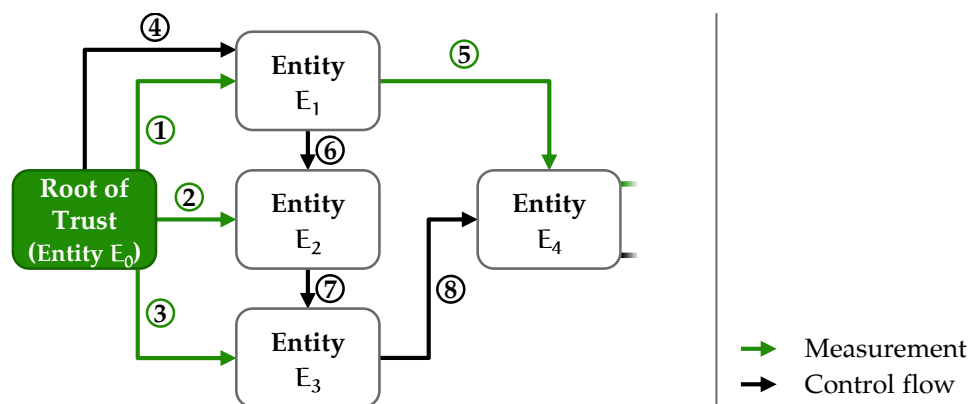 ④
Entity
E₁
⑤
①
⑥
Root of
Trust
(Entity E₀)
②
Entity
E₂
Entity
E₄
③
⑦
⑧
Entity
E₃
Measurement
Control flow